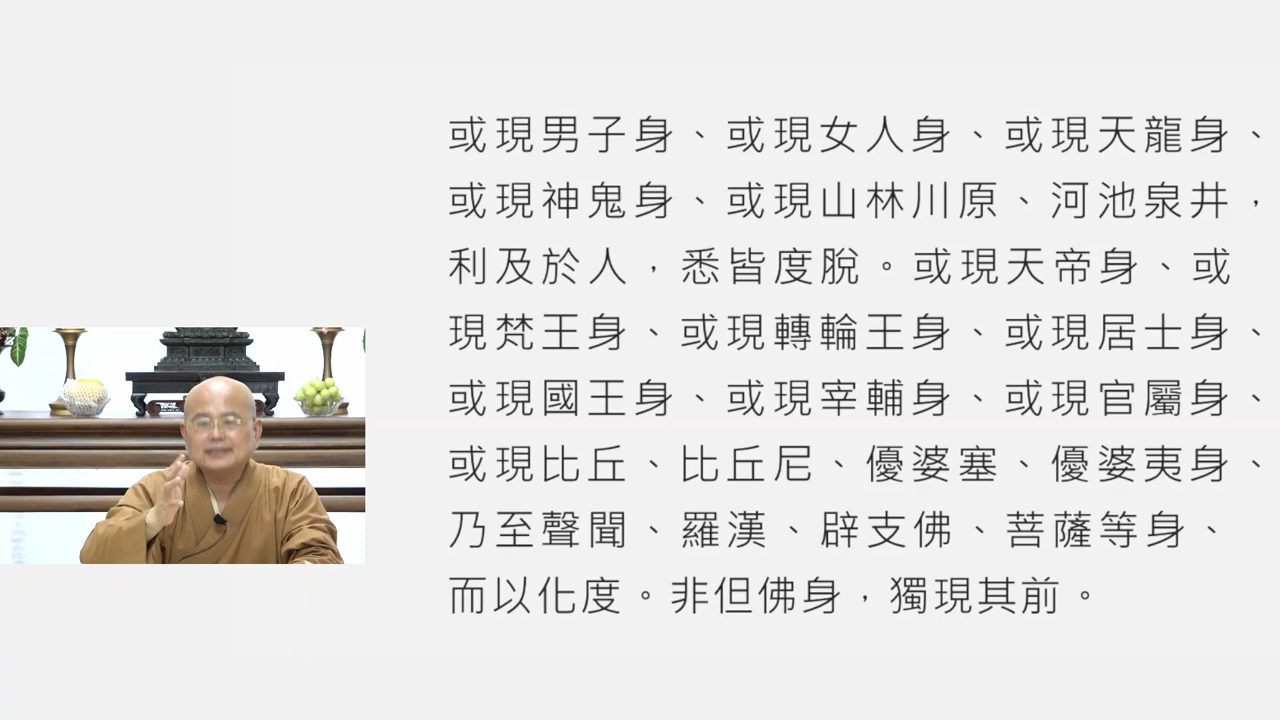 或現男子身、或現女人身、或現天龍身、
或現神鬼身、或現山林川原、河池泉井，
利及於人，悉皆度脫。或現天帝身、或
現梵王身、或現轉輪王身、或現居士身、
或現國王身、或現宰輔身、或現官屬身、
或現比丘、比丘尼、優婆塞、優婆夷身、
乃至聲聞、羅漢、辟支佛、菩薩等身、
而以化度。非但佛身，獨現其前。